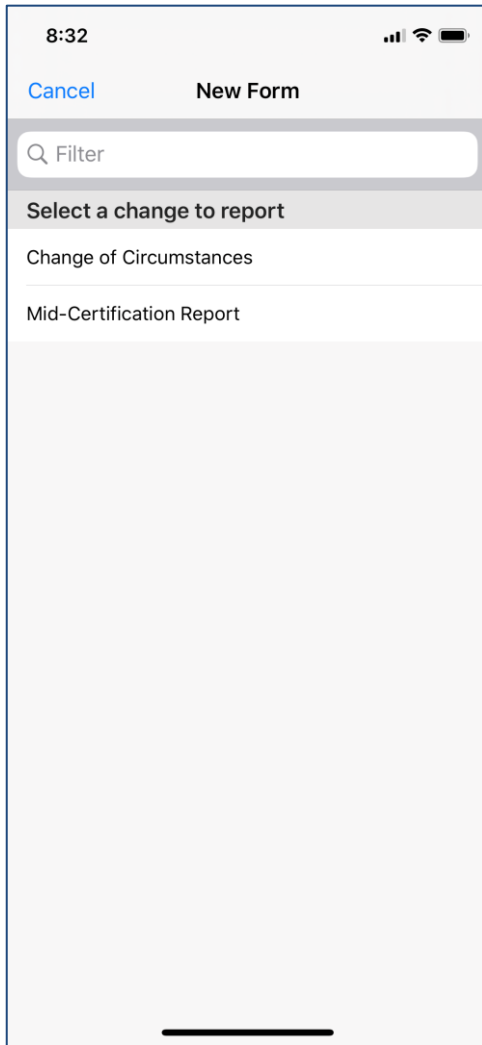 8:32
Cancel New Form
Filter
Select a change to report
Change of Circumstances
Mid-Certification Report